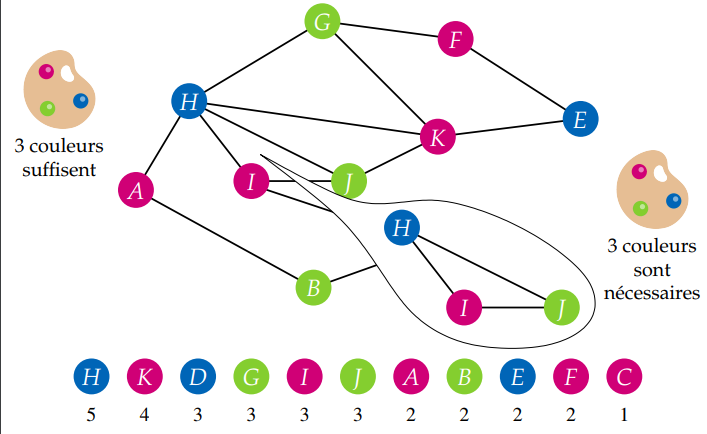 G
F
H
E
K
3 couleurs
suffisent
I
J
A
3 couleurs
sont
nécessaires
H
B
I
J
H K D G I J A B E F C
5 4 3 3 3 3 2 2 2 2 1